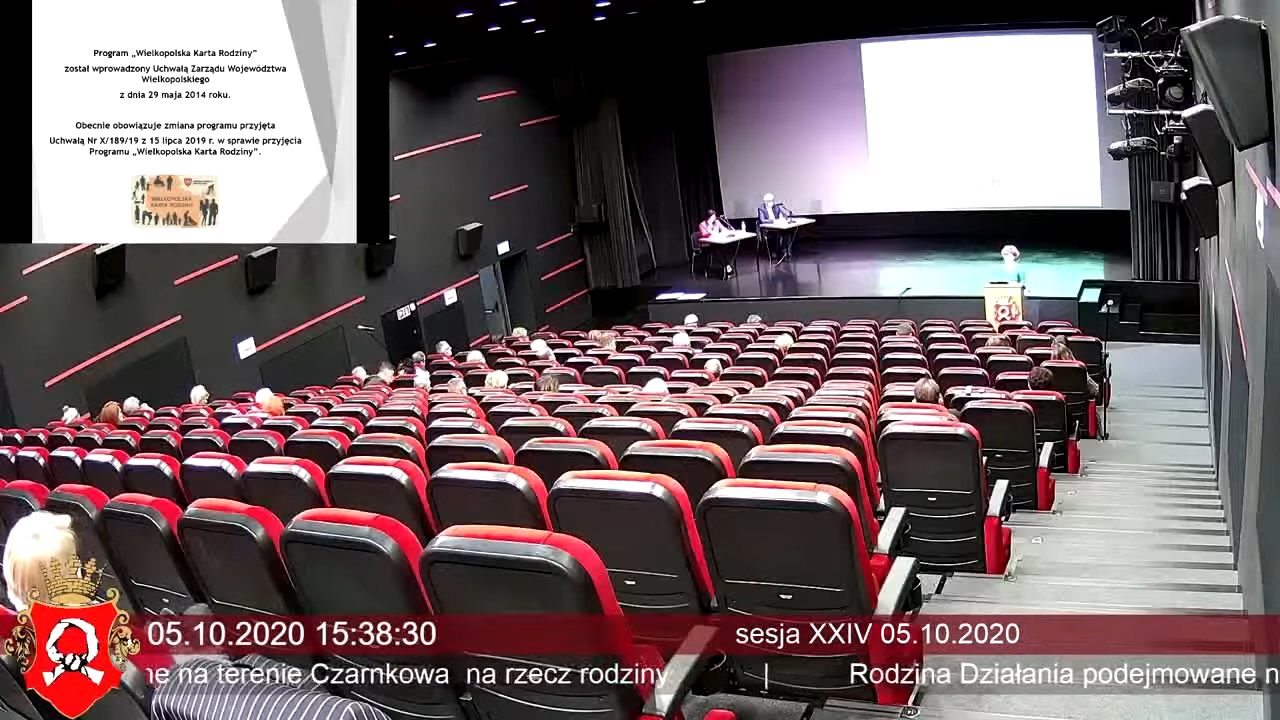 Program „Wielkopolska Karta Rodziny”
został wprowadzony Uchwałą Zarządu Województwa
Wielkopolskiego
z dnia 29 maja 2014 roku.
Obecnie obowiązuje zmiana programu przyjęta
Uchwałą Nr X/189/19 z 15 lipca 2019 r. w sprawie przyjęcia
Programu „Wielkopolska Karta Rodziny”.
WIELKOPOLSKA
KARTA RODZINY
05.10.2020 15:38:30 sesja XXIV 05.10.2020
ne na terenie Czarnkowa na rzecz rodziny | Rodzina Działania podejmowane n